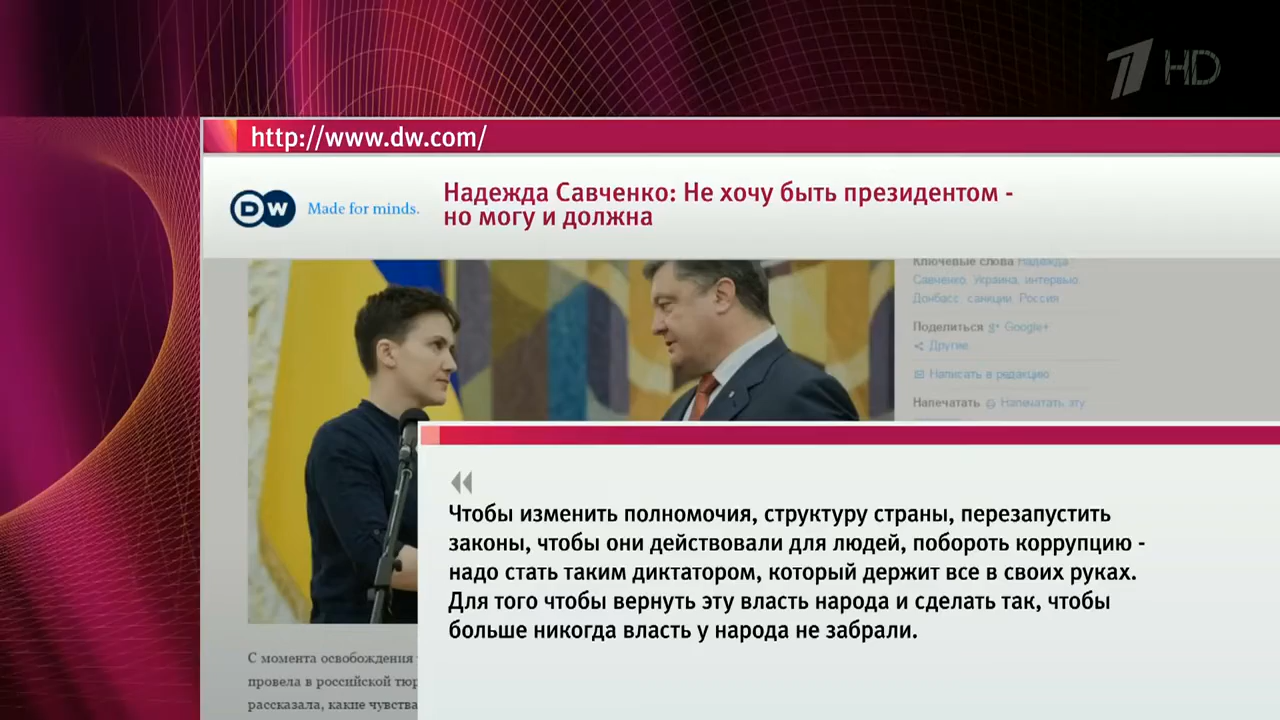 HD
http://www.dw.com/
DW Made for minds.
Надежда Савченко: Не хочу быть президентом -
но могу и должна
Ключевые слова Надежда
Савченко, Украина, интервью,
Донбасс, санкции, Россия
Поделиться Google+
Другие
Написать в редакцию
Напечатать Напечатать эту
«
Чтобы изменить полномочия, структуру страны, перезапустить
законы, чтобы они действовали для людей, побороть коррупцию -
надо стать таким диктатором, который держит все в своих руках.
Для того чтобы вернуть эту власть народа и сделать так, чтобы
больше никогда власть у народа не забрали.
С момента освобождения
провела в российской тюр
рассказала, какие чувства